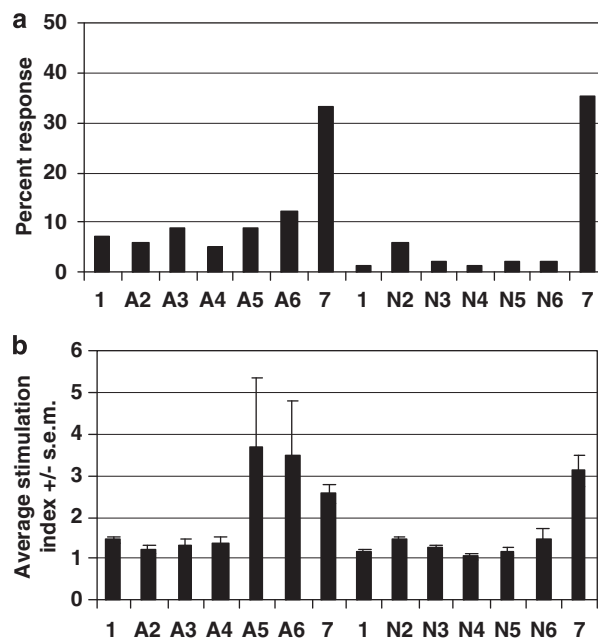 a
Percent response
50
40
30
20
10
0
1 A2 A3 A4 A5 A6 7 1 N2 N3 N4 N5 N6 7
b
Average stimulation
index +/- s.e.m.
6
5
4
3
2
1
0
1 A2 A3 A4 A5 A6 7 1 N2 N3 N4 N5 N6 7